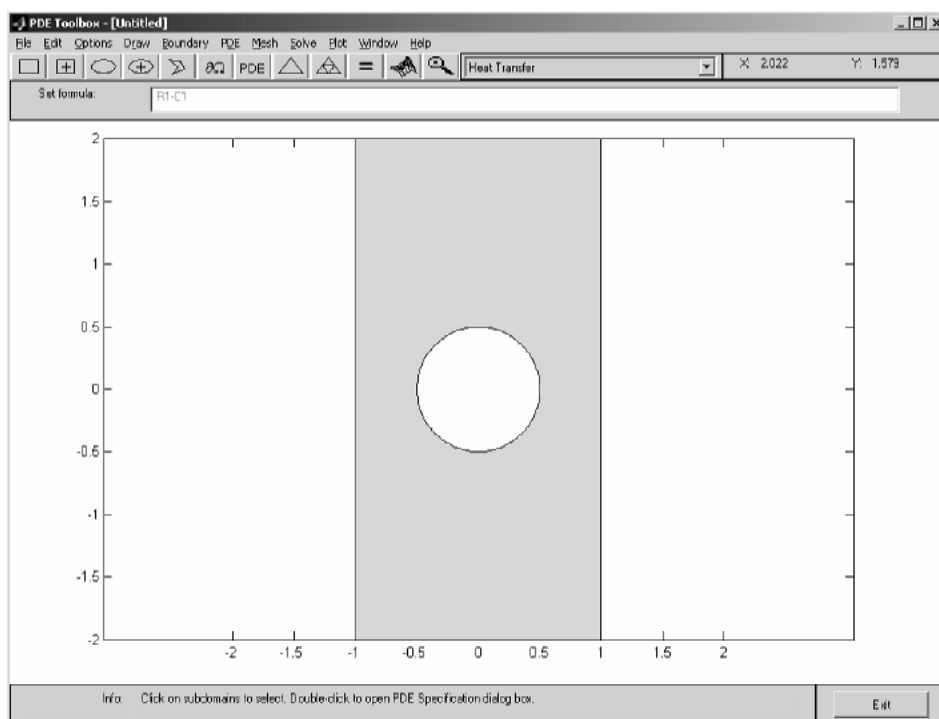 PDE Toolbox - [Untitled]
File Edit Options Draw Boundary PDE Mesh Solve Plot Window Help
∂Ω PDE = Heat Transfer X: 2.022 Y: 1.579
Set formula: R1-C1
2
1.5
1
0.5
0
-0.5
-1
-1.5
-2
-2 -1.5 -1 -0.5 0 0.5 1 1.5 2
Info: Click on subdomains to select. Double-click to open PDE Specification dialog box.
Exit